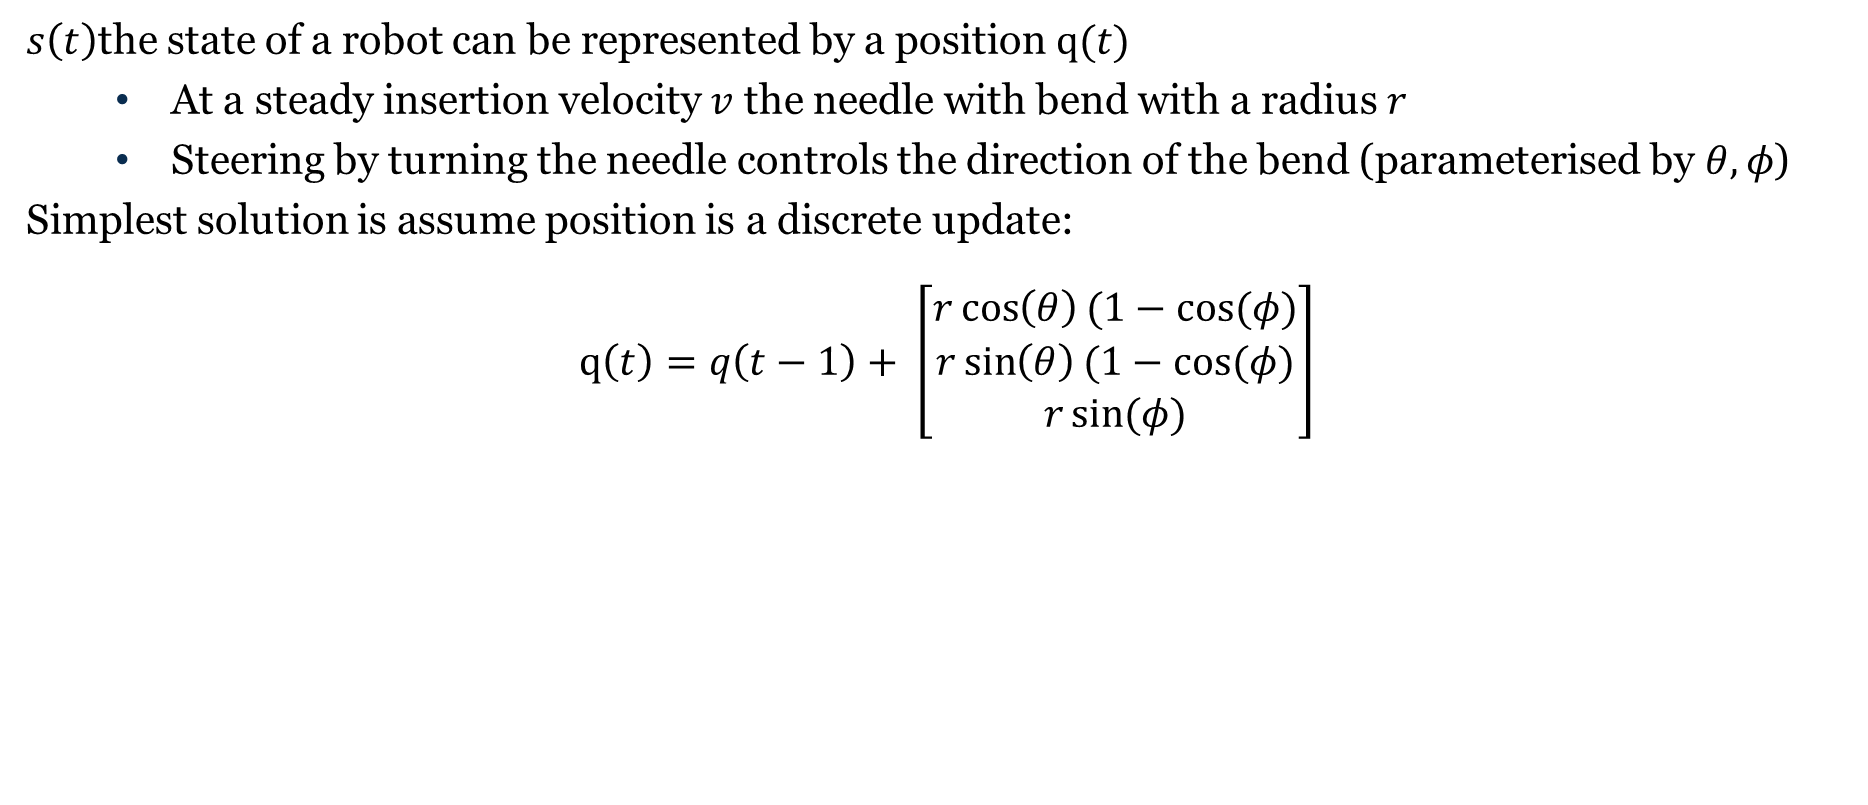 s(t)the state of a robot can be represented by a position q(t)
• At a steady insertion velocity v the needle with bend with a radius r
• Steering by turning the needle controls the direction of the bend (parameterised by θ, ϕ)
Simplest solution is assume position is a discrete update:
q(t) = q(t − 1) + [r cos(θ) (1 − cos(ϕ)
r sin(θ) (1 − cos(ϕ)
r sin(ϕ)]